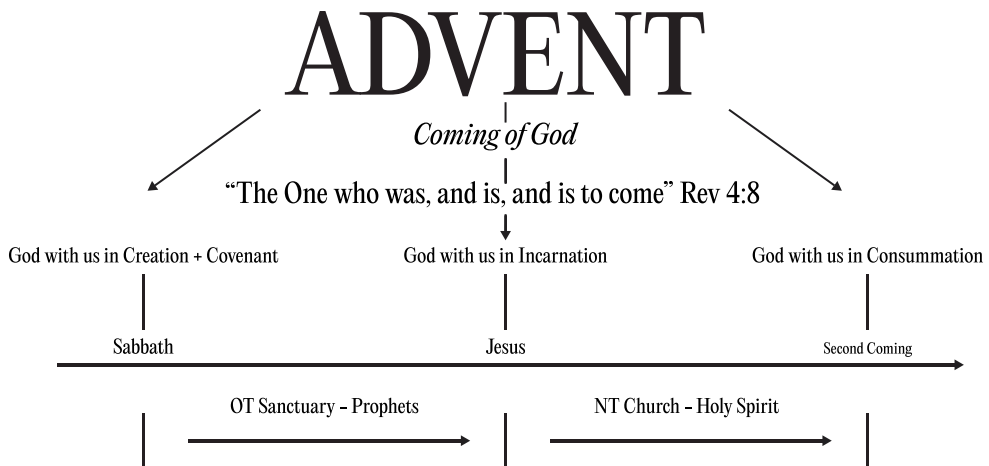 ADVENT
Coming of God
“The One who was, and is, and is to come” Rev 4:8
God with us in Creation + Covenant
God with us in Incarnation
God with us in Consummation
Sabbath
Jesus
Second Coming
OT Sanctuary – Prophets
NT Church – Holy Spirit